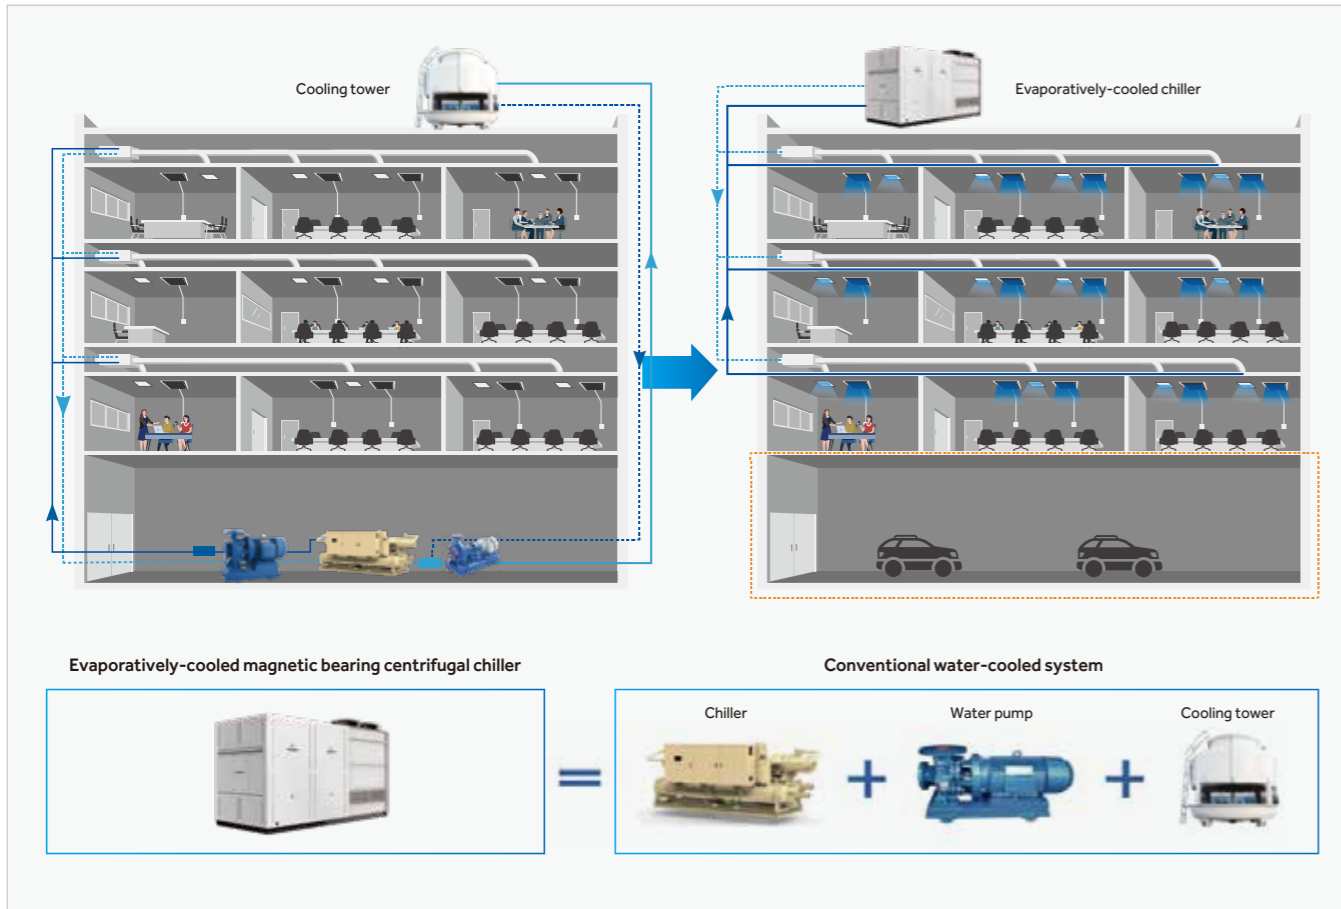 Cooling tower
Evaporatively-cooled chiller
Evaporatively-cooled magnetic bearing centrifugal chiller
Conventional water-cooled system
Chiller
Water pump
Cooling tower